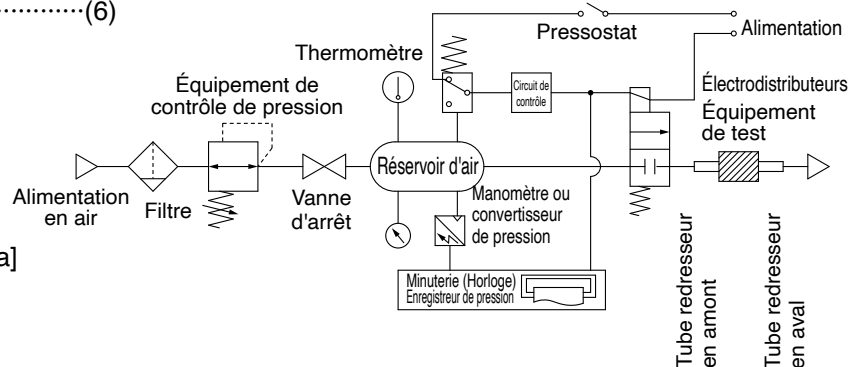 ············(6)
Pressostat
Alimentation
Thermomètre
Équipement de
contrôle de pression
Circuit de
contrôle
Électrodistributeurs
Équipement
de test
Réservoir d'air
Alimentation
en air
Filtre
Vanne
d'arrêt
Manomètre ou
convertisseur
de pression
a]
Minuterie (Horloge)
Enregistreur de pression
Tube redresseur
en amont
Tube redresseur
en aval